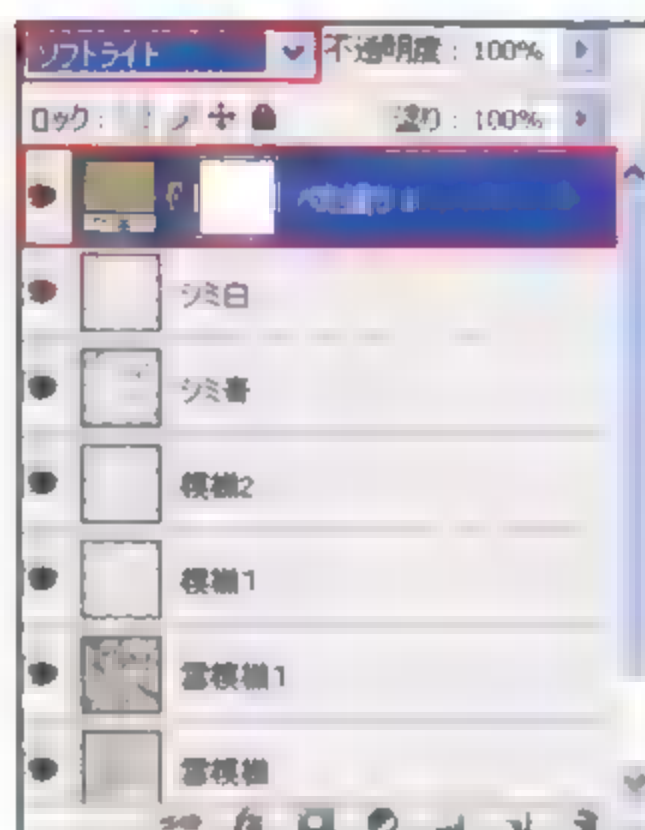 ソフトライト 不透明度 : 100%
ロック : 塗り : 100%
シミ白
シミ春
模様2
模様1
雲模様1
雲模様